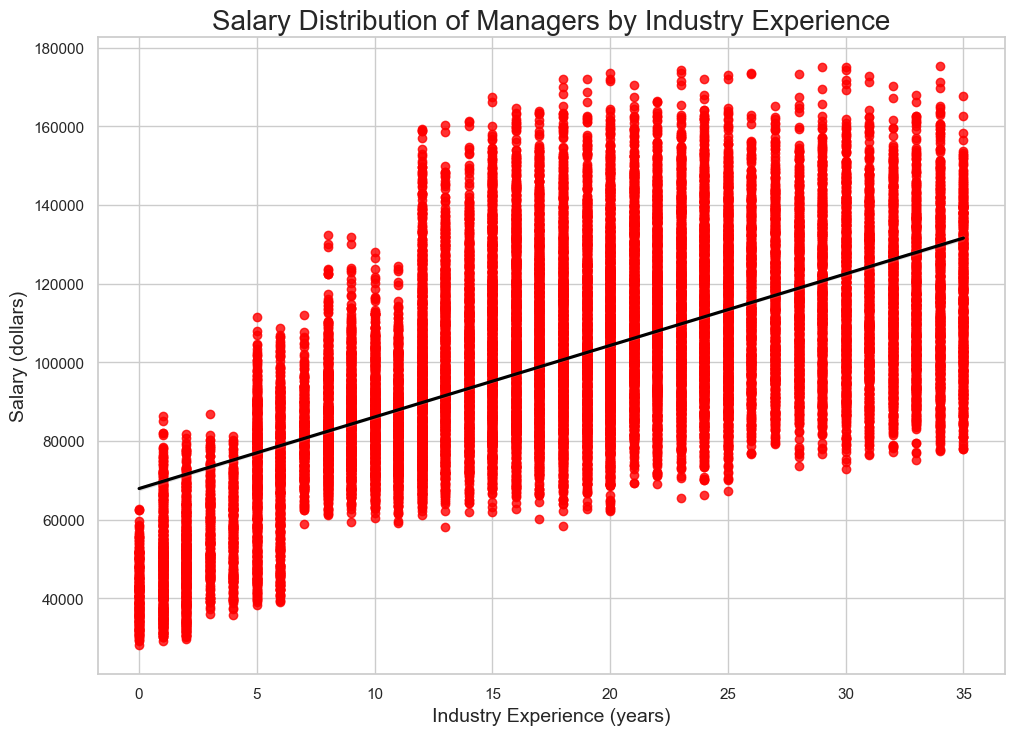 Salary Distribution of Managers by Industry Experience
180000
160000
140000
120000
100000
80000
60000
40000
Salary (dollars)
0 5 10 15 20 25 30 35
Industry Experience (years)